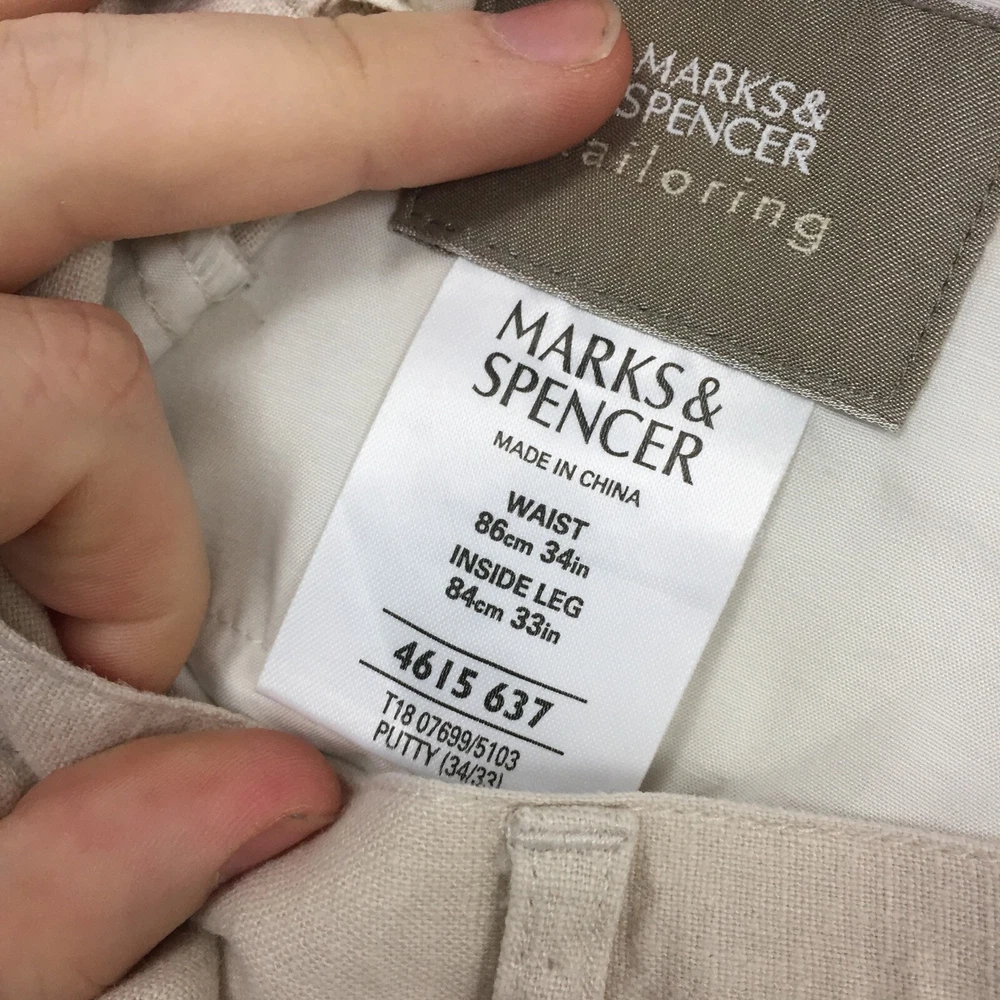 MARKS&
SPENCER
ailoring
MARKS&
SPENCER
MADE IN CHINA
WAIST
86cm 34in
INSIDE LEG
84cm 33in
4615 637
T18 07699/5103
PUTTY (34/33)